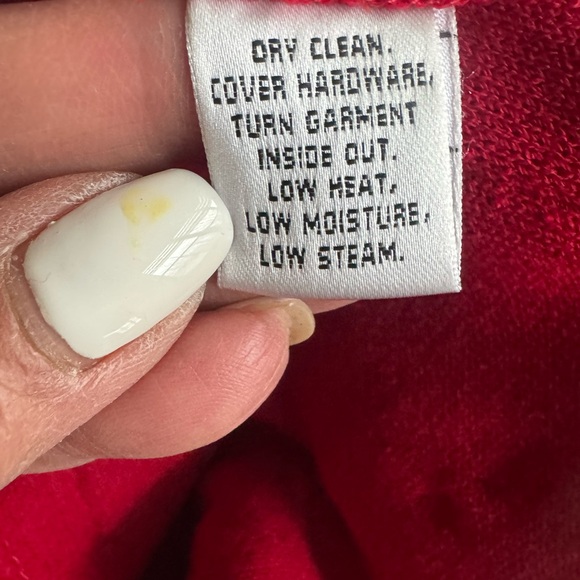 DRY CLEAN.
COVER HARDWARE,
TURN GARMENT
INSIDE OUT.
LOW HEAT,
LOW MOISTURE,
LOW STEAM.